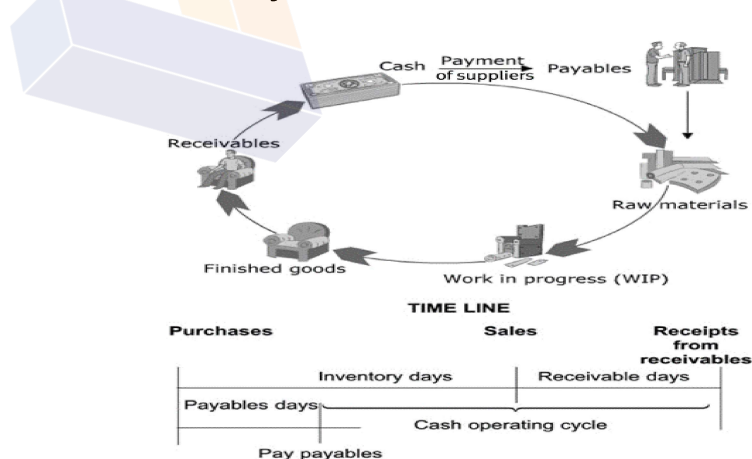 Cash
Payment
of suppliers
Payables
Receivables
Raw materials
Finished goods
Work in progress (WIP)
TIME LINE
Purchases
Sales
Receipts
from
receivables
Inventory days
Receivable days
Payables days
Cash operating cycle
Pay payables